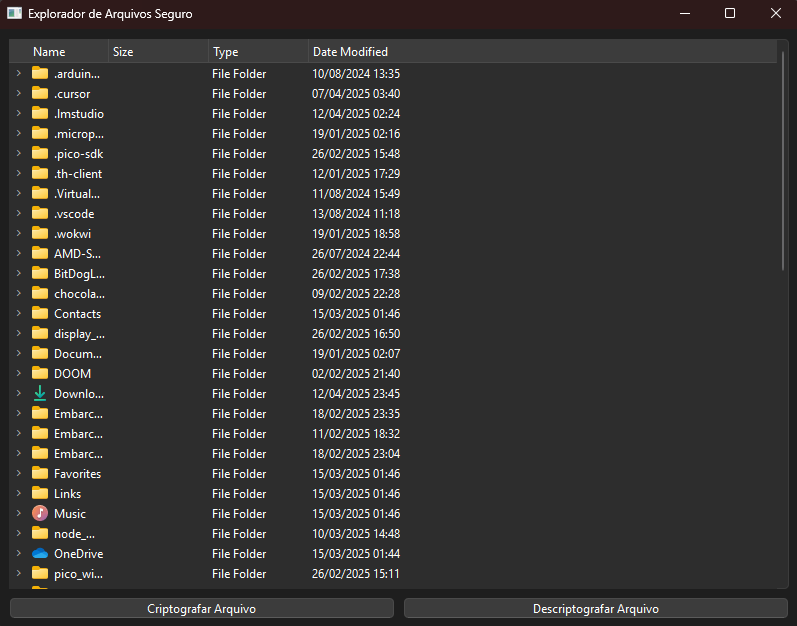 Explorador de Arquivos Seguro
Name Size Type Date Modified
.arduin... File Folder 10/08/2024 13:35
.cursor File Folder 07/04/2025 03:40
.lmstudio File Folder 12/04/2025 02:24
.microp... File Folder 19/01/2025 02:16
.pico-sdk File Folder 26/02/2025 15:48
.th-client File Folder 12/01/2025 17:29
.Virtual... File Folder 11/08/2024 15:49
.vscode File Folder 13/08/2024 11:18
.wokwi File Folder 19/01/2025 18:58
AMD-S... File Folder 26/07/2024 22:44
BitDogL... File Folder 26/02/2025 17:38
chocola... File Folder 09/02/2025 22:28
Contacts File Folder 15/03/2025 01:46
display_... File Folder 26/02/2025 16:50
Docum... File Folder 19/01/2025 02:07
DOOM File Folder 02/02/2025 21:40
Downlo... File Folder 12/04/2025 23:45
Embarc... File Folder 18/02/2025 23:35
Embarc... File Folder 11/02/2025 18:32
Embarc... File Folder 18/02/2025 23:04
Favorites File Folder 15/03/2025 01:46
Links File Folder 15/03/2025 01:46
Music File Folder 15/03/2025 01:46
node_... File Folder 10/03/2025 14:48
OneDrive File Folder 15/03/2025 01:44
pico_wi... File Folder 26/02/2025 15:11
Criptografar Arquivo Descriptografar Arquivo